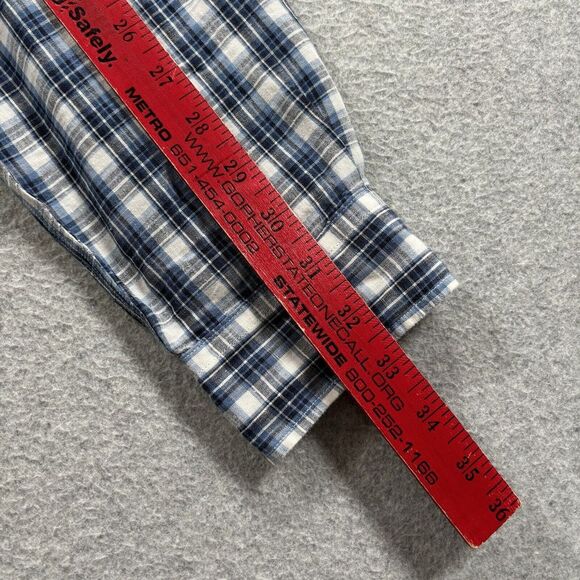 Safely.
26 27 28 29 30 31 32 33 34 35 36
WWW.GOPHERSTATEONECALL.ORG
METRO 651-454-0002
STATEWIDE 800-252-1166